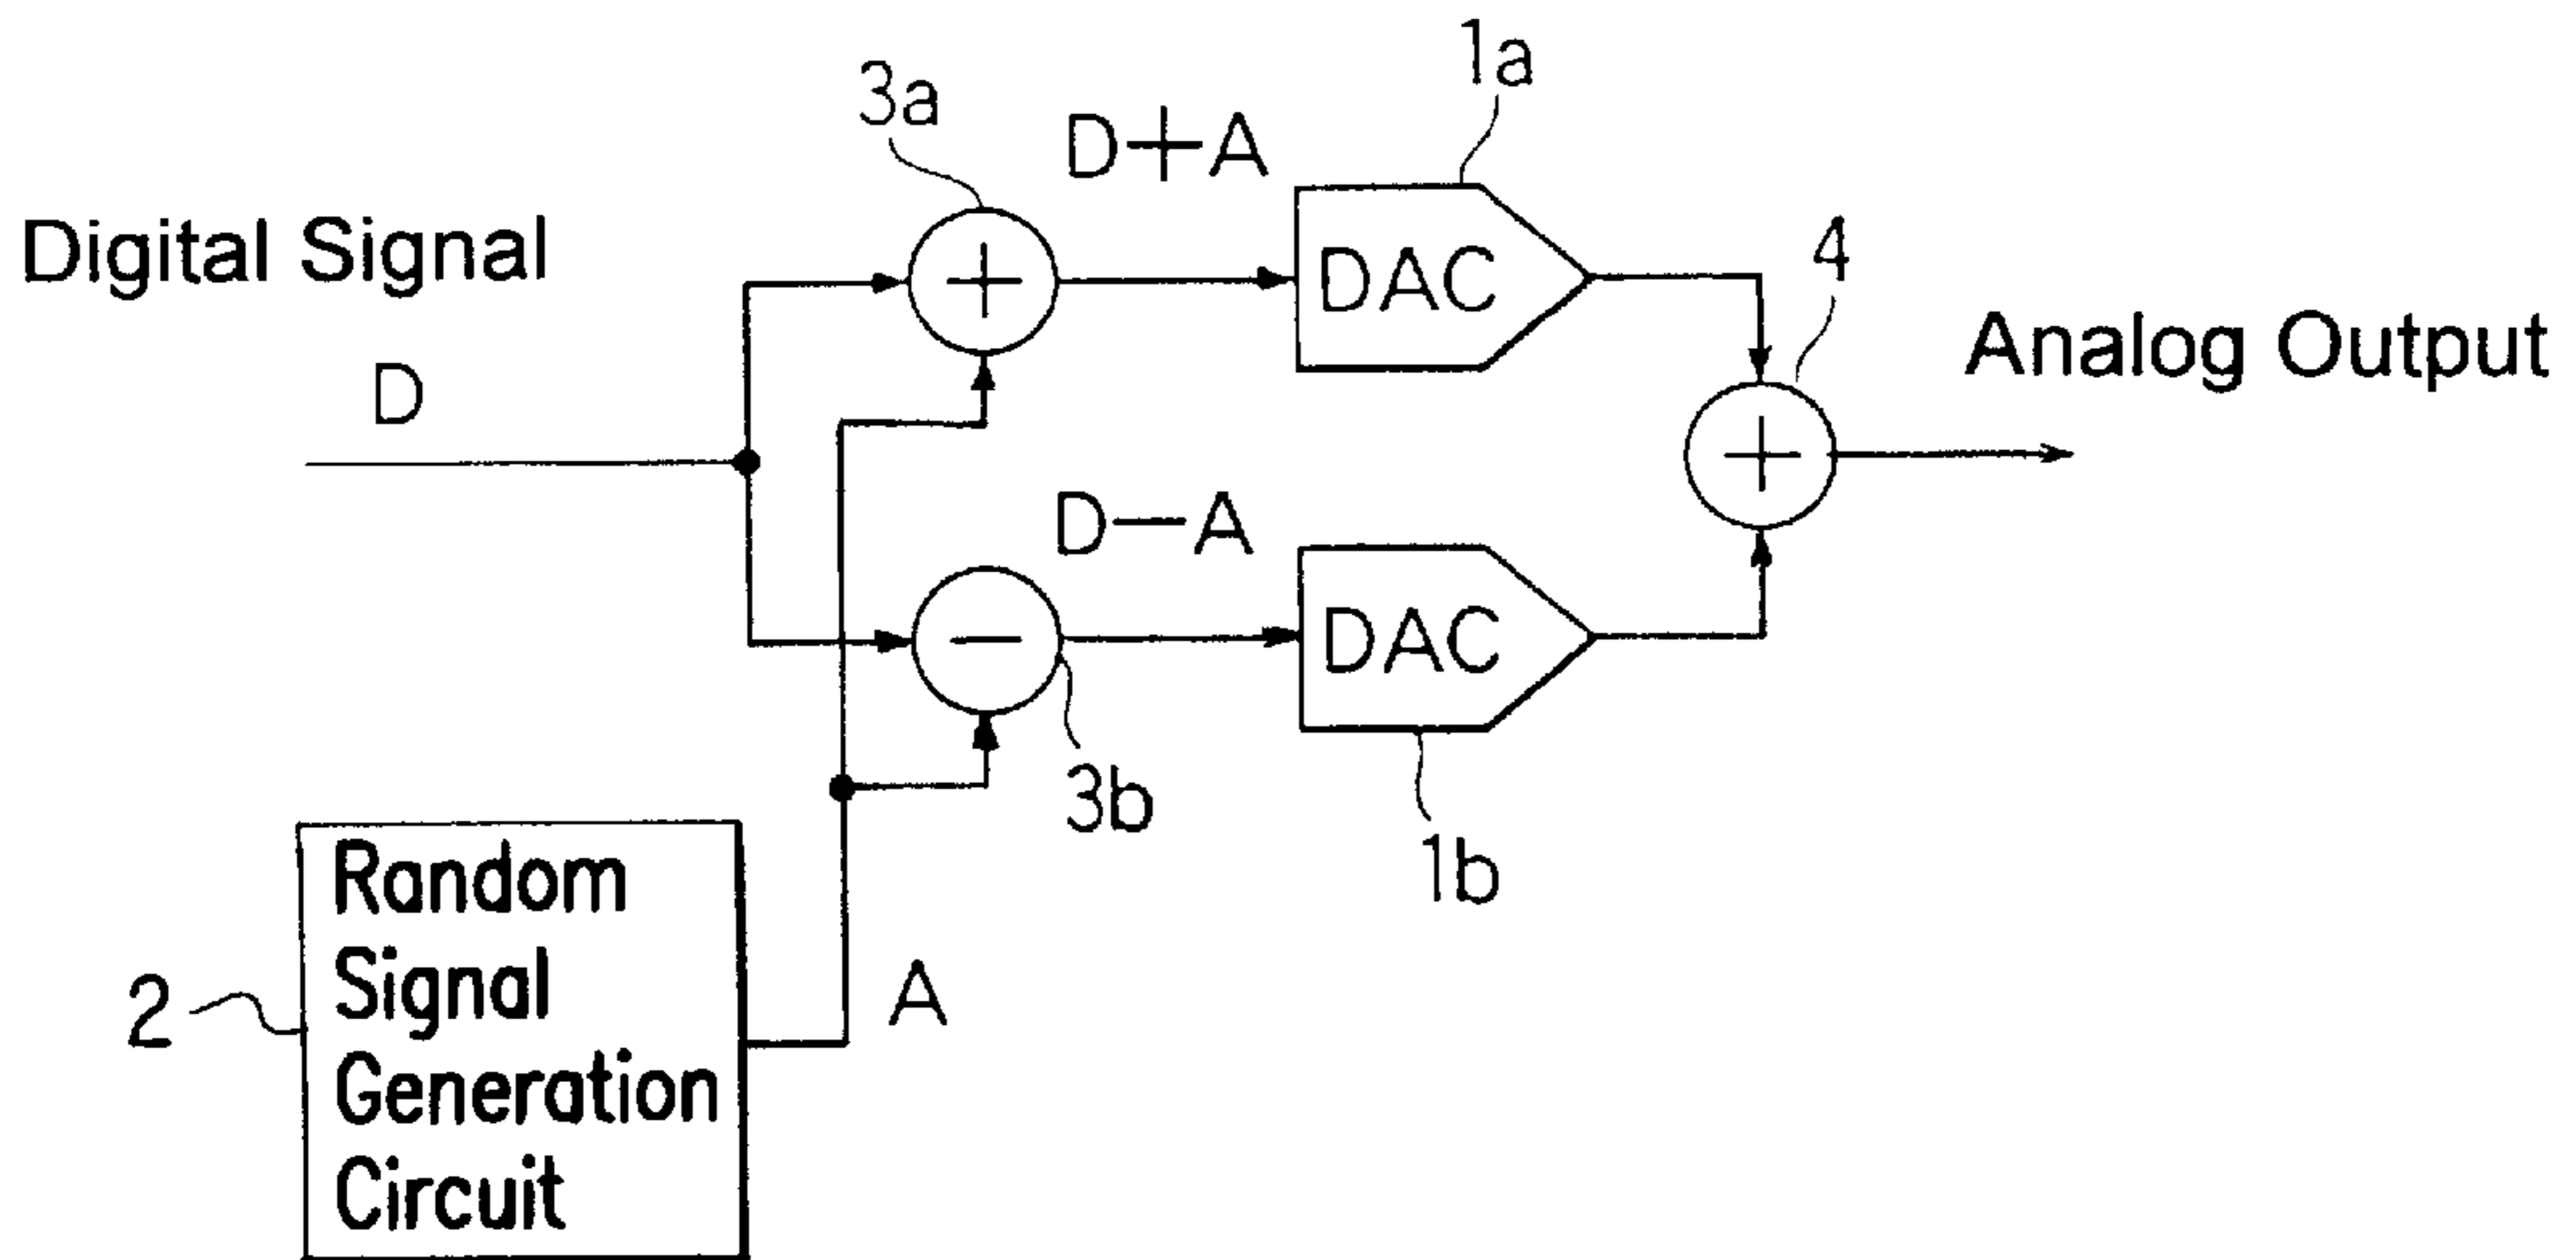 1a
3a
D+A
Digital Signal
DAC
4
Analog Output
D
D−A
DAC
3b
1b
Random
Signal
Generation
Circuit
2
A